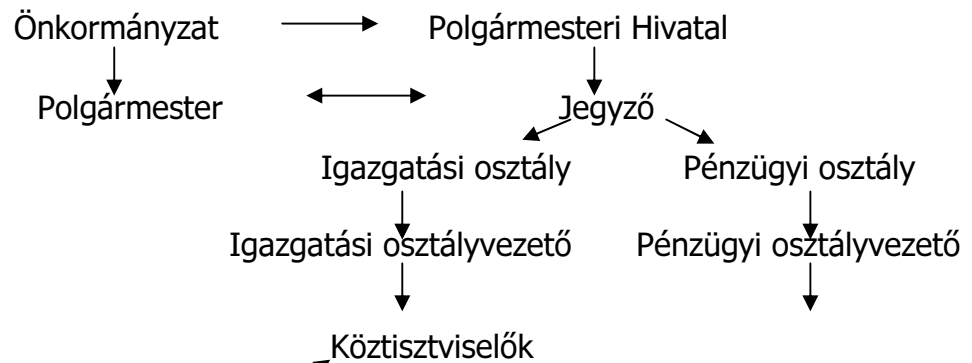 Önkormányzat Polgármesteri Hivatal
Polgármester Jegyző
Igazgatási osztály Pénzügyi osztály
Igazgatási osztályvezető Pénzügyi osztályvezető
Köztisztviselők